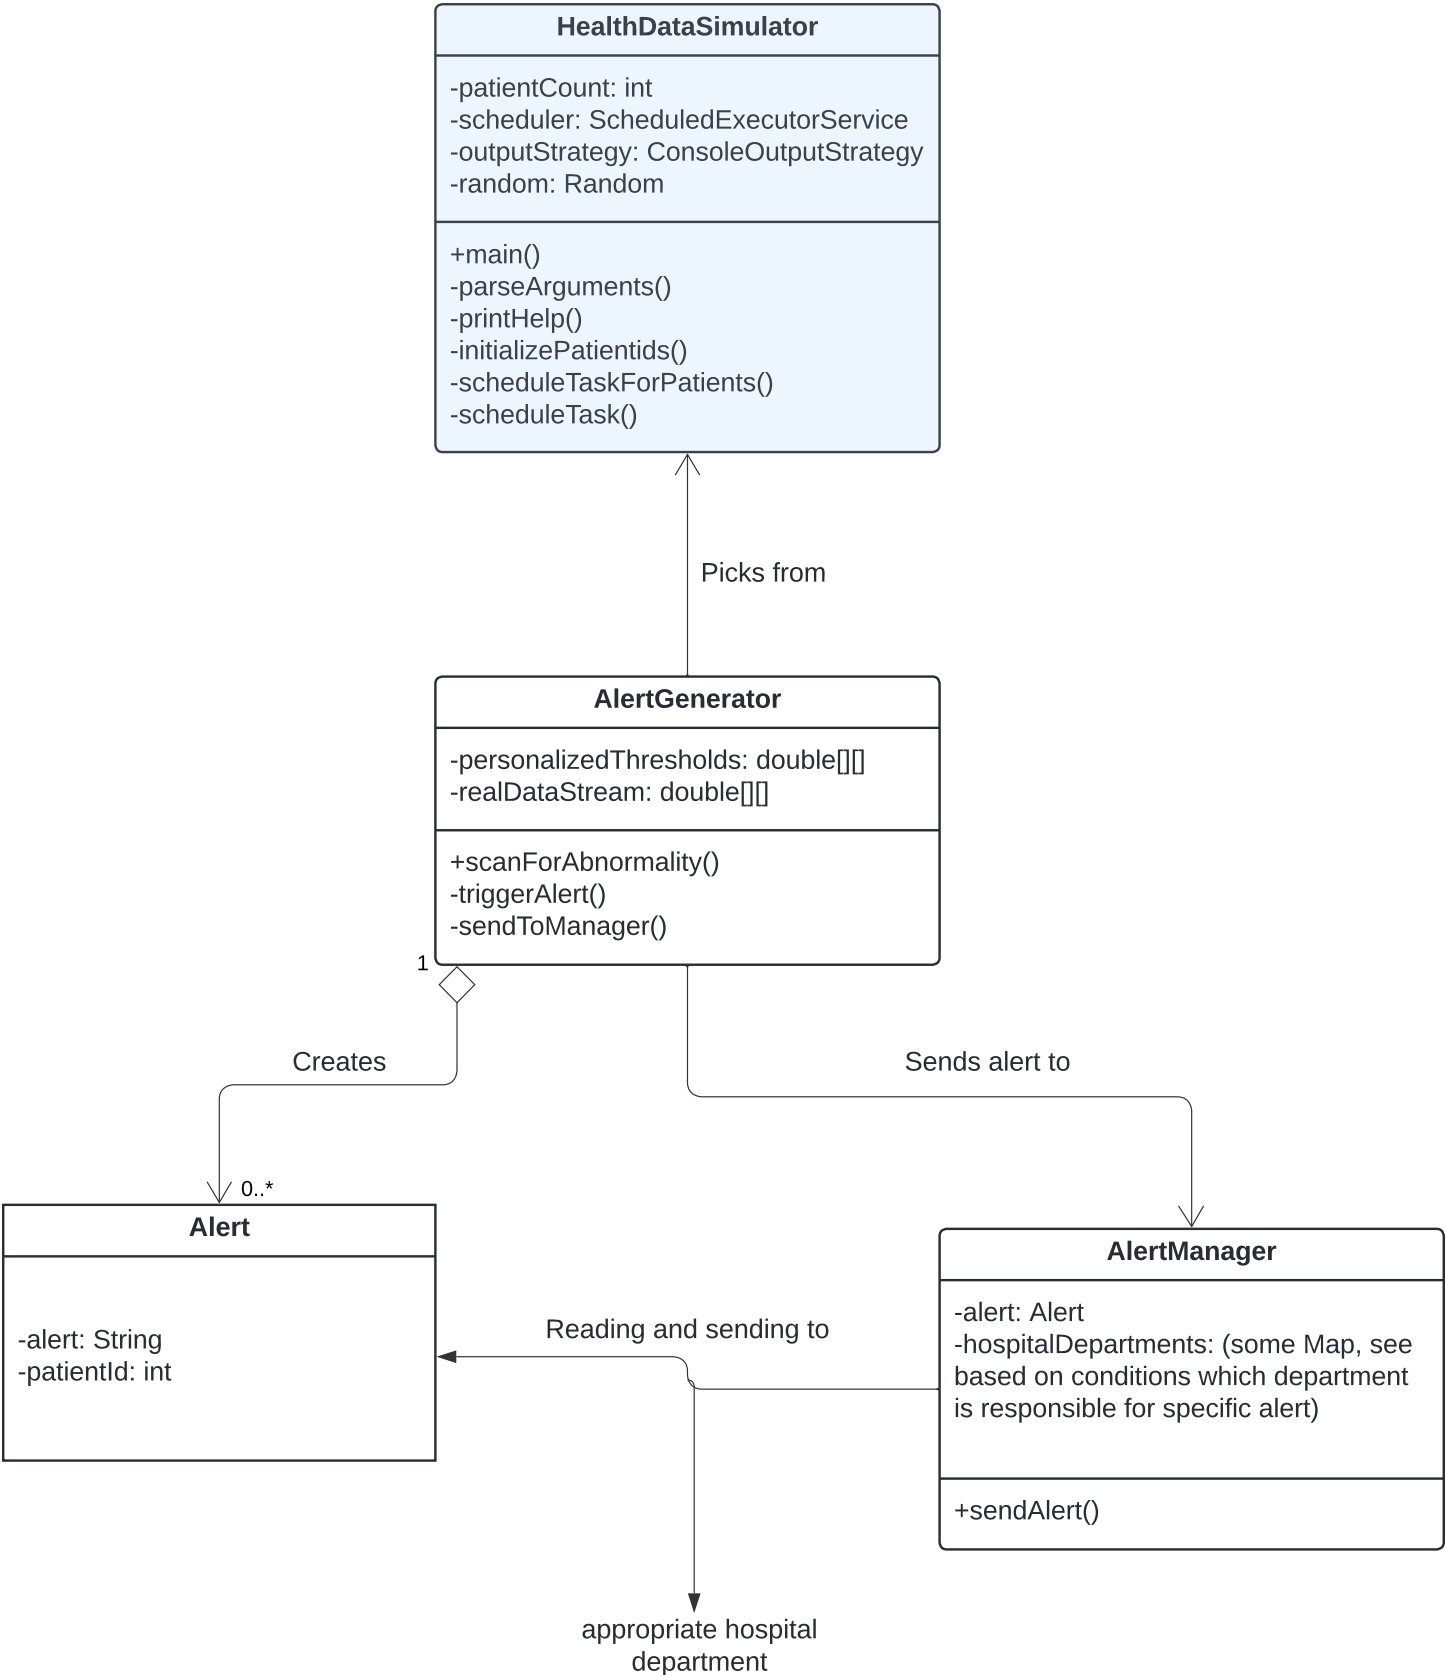 HealthDataSimulator
-patientCount: int
-scheduler: ScheduledExecutorService
-outputStrategy: ConsoleOutputStrategy
-random: Random
+main()
-parseArguments()
-printHelp()
-initializePatientids()
-scheduleTaskForPatients()
-scheduleTask()
Picks from
AlertGenerator
-personalizedThresholds: double[][]
-realDataStream: double[][]
+scanForAbnormality()
-triggerAlert()
-sendToManager()
1
Creates
Sends alert to
0..*
Alert
-alert: String
-patientId: int
AlertManager
-alert: Alert
-hospitalDepartments: (some Map, see
based on conditions which department
is responsible for specific alert)
+sendAlert()
Reading and sending to
appropriate hospital
department